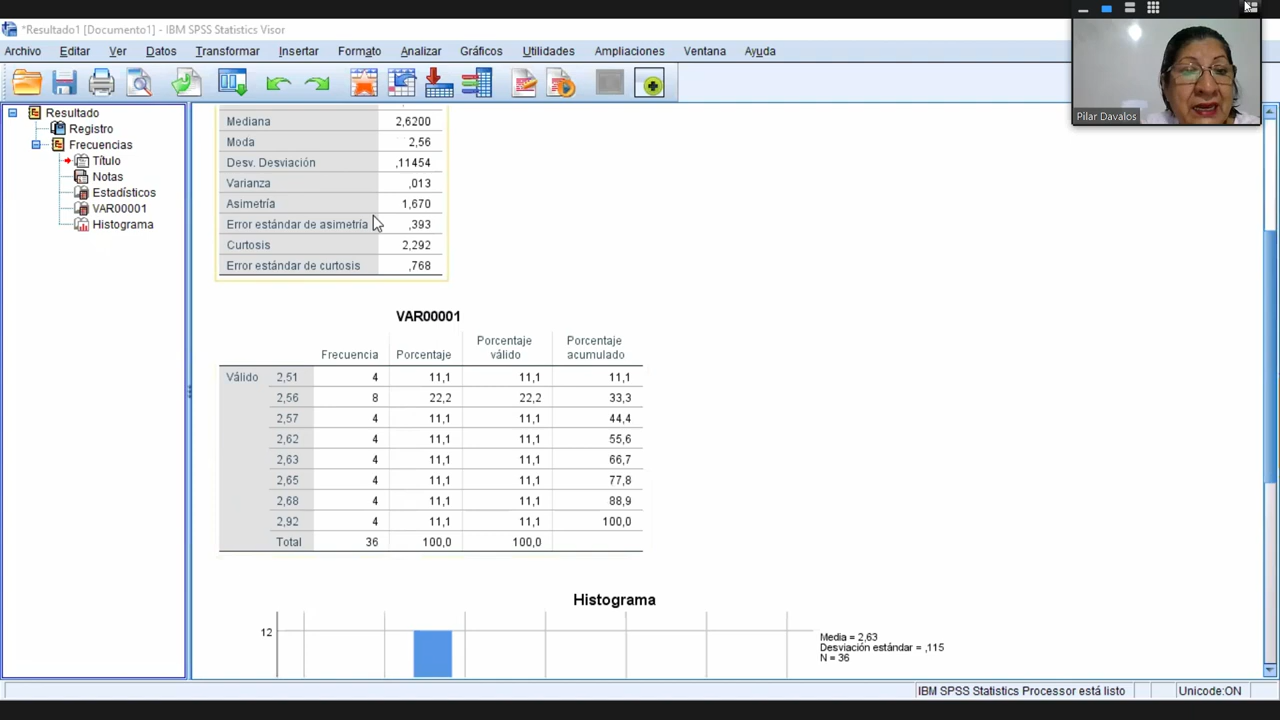 *Resultado1 [Documento1] - IBM SPSS Statistics Visor
Archivo Editar Ver Datos Transformar Insertar Formato Analizar Gráficos Utilidades Ampliaciones Ventana Ayuda
Pilar Davalos
Resultado
Registro
Frecuencias
Título
Notas
Estadísticos
VAR00001
Histograma
Mediana 2,6200
Moda 2,56
Desv. Desviación ,11454
Varianza ,013
Asimetría 1,670
Error estándar de asimetría ,393
Curtosis 2,292
Error estándar de curtosis ,768
VAR00001
Frecuencia Porcentaje Porcentaje válido Porcentaje acumulado
Válido 2,51 4 11,1 11,1 11,1
2,56 8 22,2 22,2 33,3
2,57 4 11,1 11,1 44,4
2,62 4 11,1 11,1 55,6
2,63 4 11,1 11,1 66,7
2,65 4 11,1 11,1 77,8
2,68 4 11,1 11,1 88,9
2,92 4 11,1 11,1 100,0
Total 36 100,0 100,0
Histograma
12
Media = 2,63
Desviación estándar = ,115
N = 36
IBM SPSS Statistics Processor está listo Unicode:ON